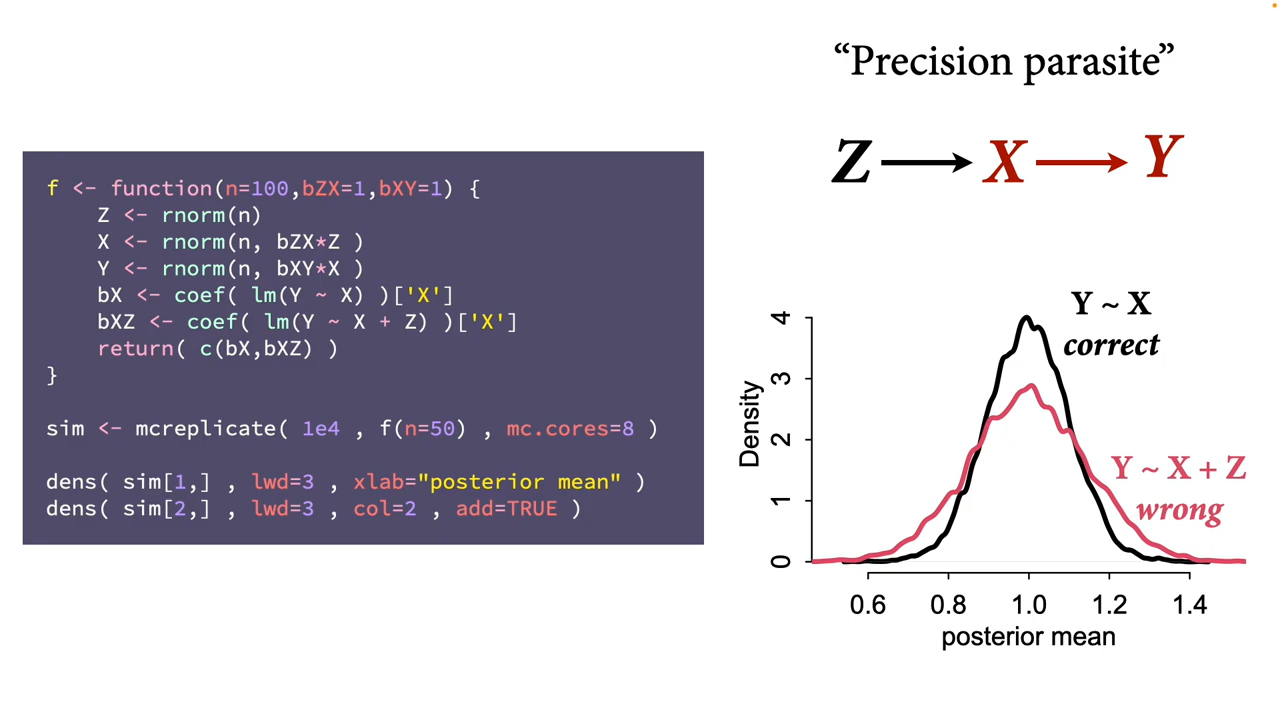 “Precision parasite”
Z X Y
f <- function(n=100,bZX=1,bXY=1) {
    Z <- rnorm(n)
    X <- rnorm(n, bZX*Z )
    Y <- rnorm(n, bXY*X )
    bX <- coef( lm(Y ~ X) )['X']
    bXZ <- coef( lm(Y ~ X + Z) )['X']
    return( c(bX,bXZ) )
}
sim <- mcreplicate( 1e4 , f(n=50) , mc.cores=8 )
dens( sim[1,] , lwd=3 , xlab="posterior mean" )
dens( sim[2,] , lwd=3 , col=2 , add=TRUE )
Y ~ X
correct
Y ~ X + Z
wrong
Density
4
3
2
1
0
0.6 0.8 1.0 1.2 1.4
posterior mean